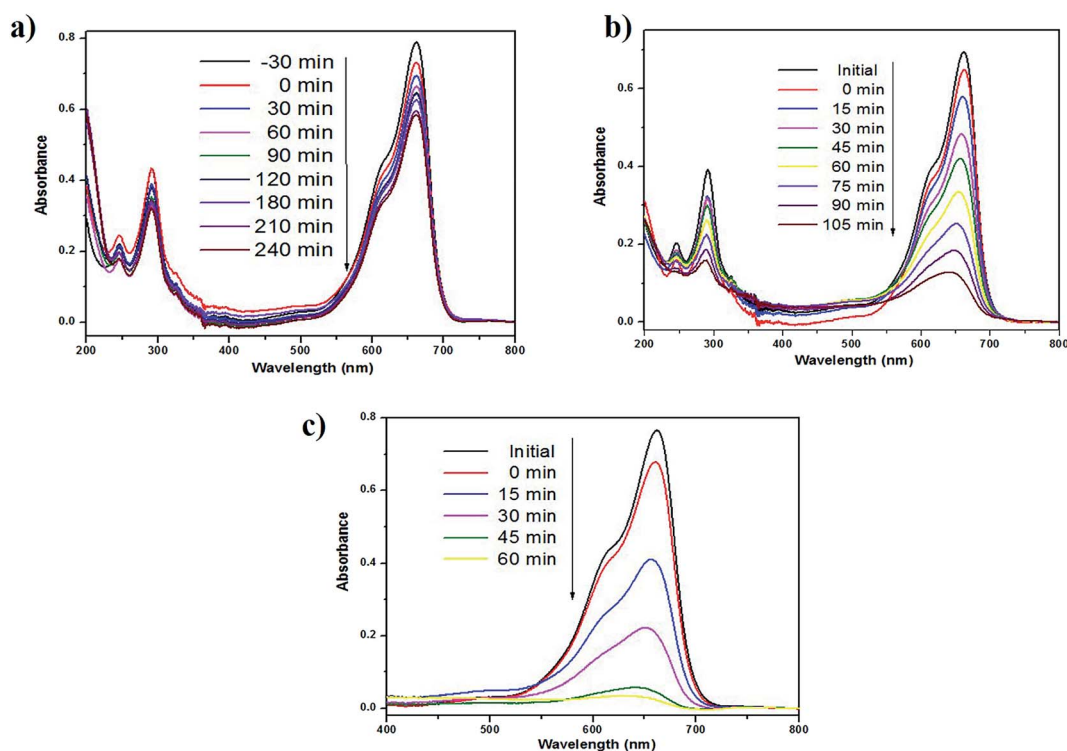 a)
-30 min
0 min
30 min
60 min
90 min
120 min
180 min
210 min
240 min
0.8
0.6
0.4
0.2
0.0
Absorbance
200 300 400 500 600 700 800
Wavelength (nm)
b)
Initial
0 min
15 min
30 min
45 min
60 min
75 min
90 min
105 min
0.6
0.4
0.2
0.0
Absorbance
200 300 400 500 600 700 800
Wavelength (nm)
c)
Initial
0 min
15 min
30 min
45 min
60 min
0.8
0.6
0.4
0.2
0.0
Absorbance
400 500 600 700 800
Wavelength (nm)